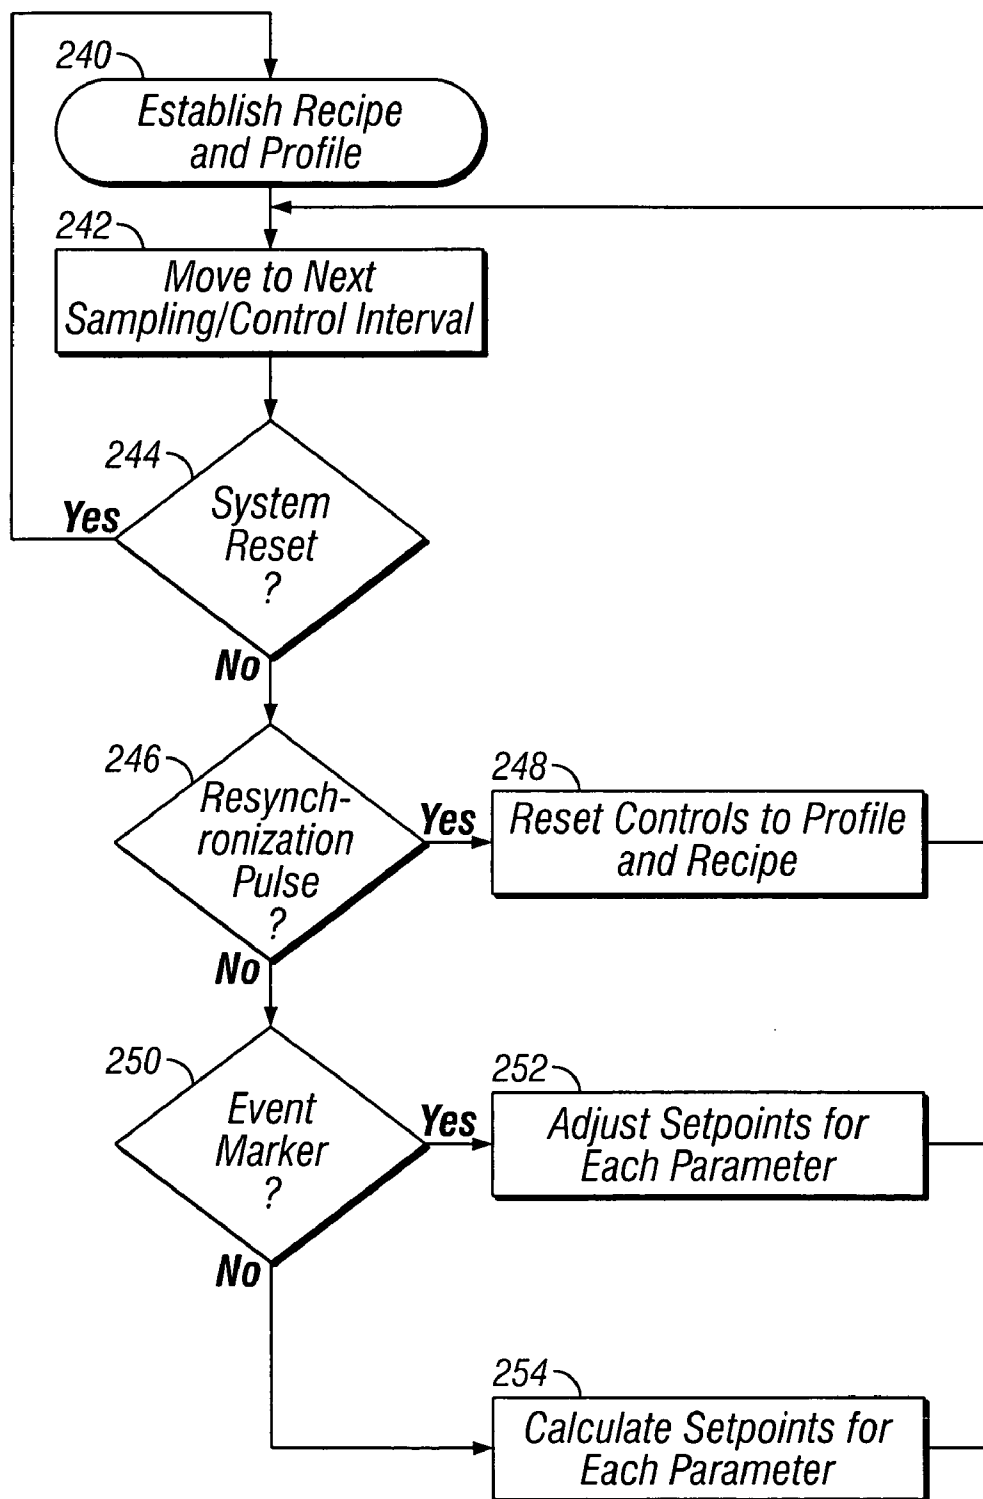 240
Establish Recipe
and Profile
242
Move to Next
Sampling/Control Interval
244
Yes
System
Reset
?
No
246
Resynch-
ronization
Pulse
?
Yes
No
248
Reset Controls to Profile
and Recipe
250
Event
Marker
?
Yes
No
252
Adjust Setpoints for
Each Parameter
254
Calculate Setpoints for
Each Parameter